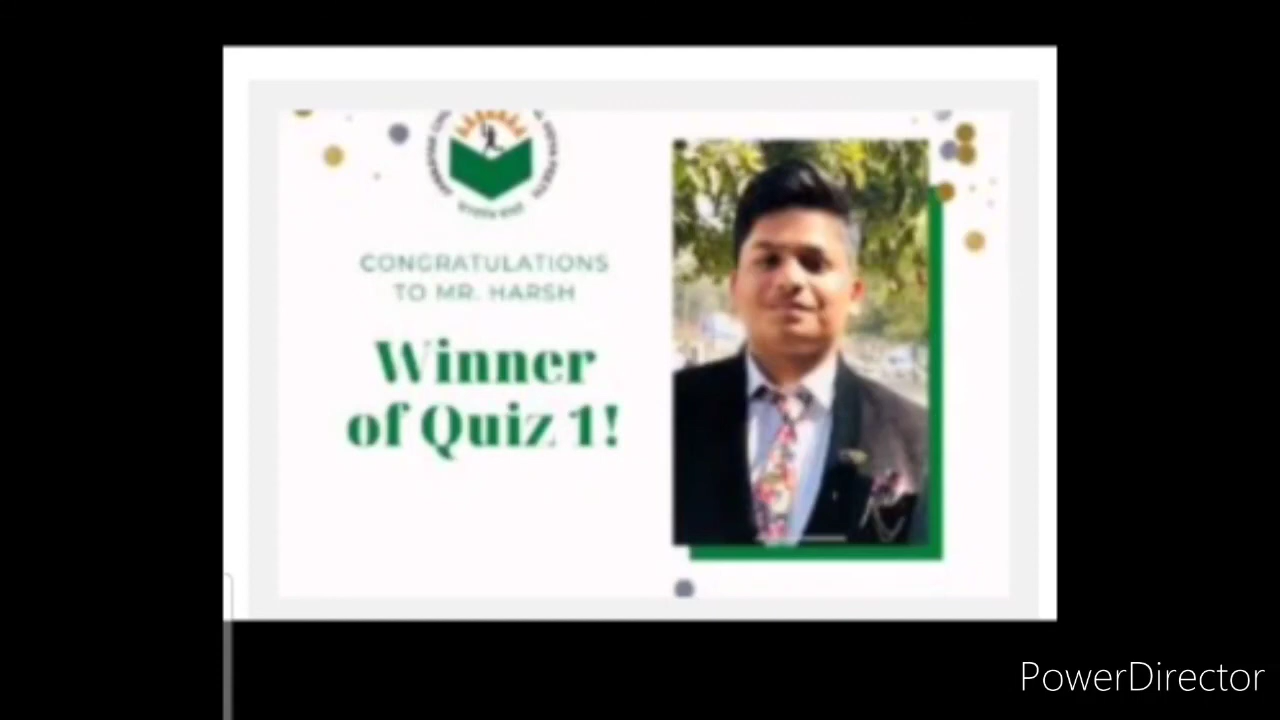 CONGRATULATIONS
TO MR. HARSH
Winner
of Quiz 1!
PowerDirector